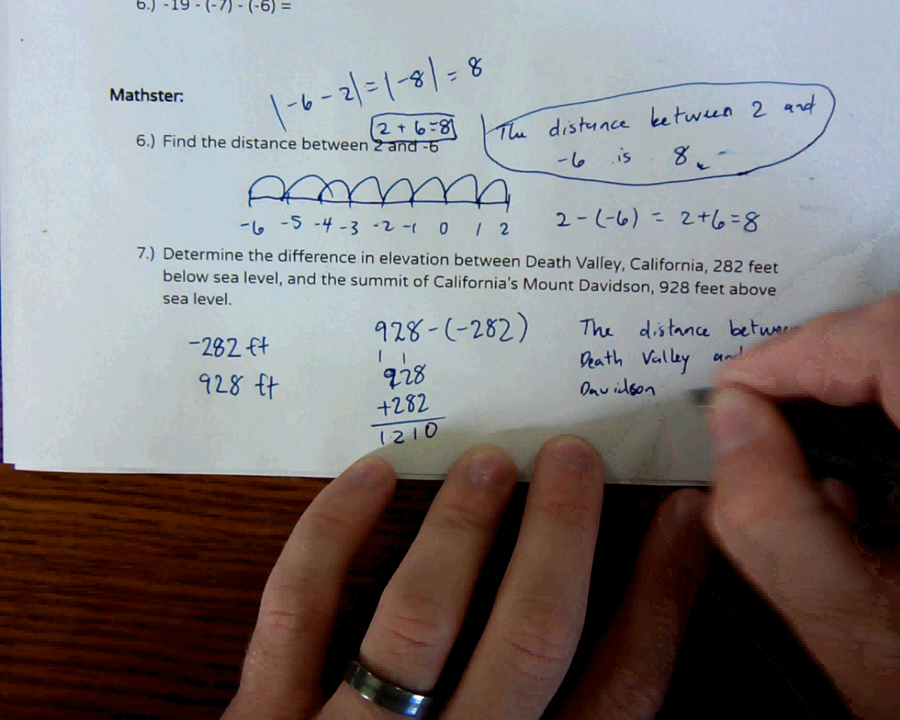 6.) -19 - (-7) - (-6) =
|-6 - 2| = |-8| = 8
Mathster:
2 + 6 = 8
6.) Find the distance between 2 and -6
The distance between 2 and
-6 is 8.
-6 -5 -4 -3 -2 -1 0 1 2
2 - (-6) = 2 + 6 = 8
7.) Determine the difference in elevation between Death Valley, California, 282 feet
below sea level, and the summit of California's Mount Davidson, 928 feet above
sea level.
-282 ft
928 ft
928 - (-282)
1 1
928
+282
1210
The distance betwe
Death Valley and
Davidson